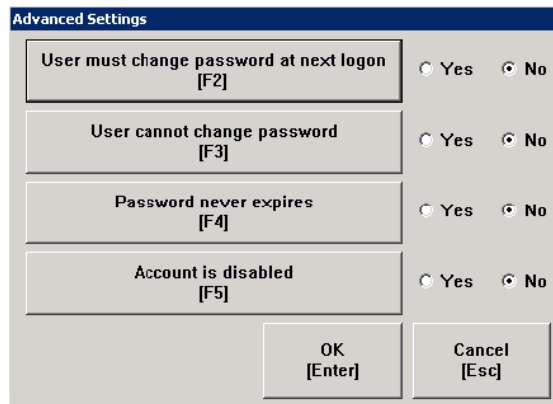 Advanced Settings
User must change password at next logon
[F2]
Yes No
User cannot change password
[F3]
Yes No
Password never expires
[F4]
Yes No
Account is disabled
[F5]
Yes No
OK
[Enter]
Cancel
[Esc]